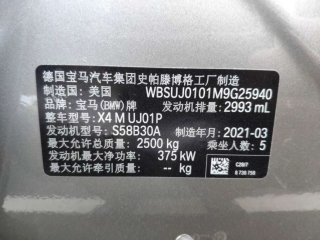 德国宝马汽车集团史帕滕博格工厂制造
制造国：美国 WBSUJ0101M9G25940
品牌：宝马(BMW)牌 发动机排量：2993 mL
整车型号：X4 M UJ01P
发动机型号：S58B30A 制造年月：2021-03
最大允许总质量：2500 kg 乘坐人数：5
发动机最大净功率：375 kW
最大允许牵引质量：-- kg